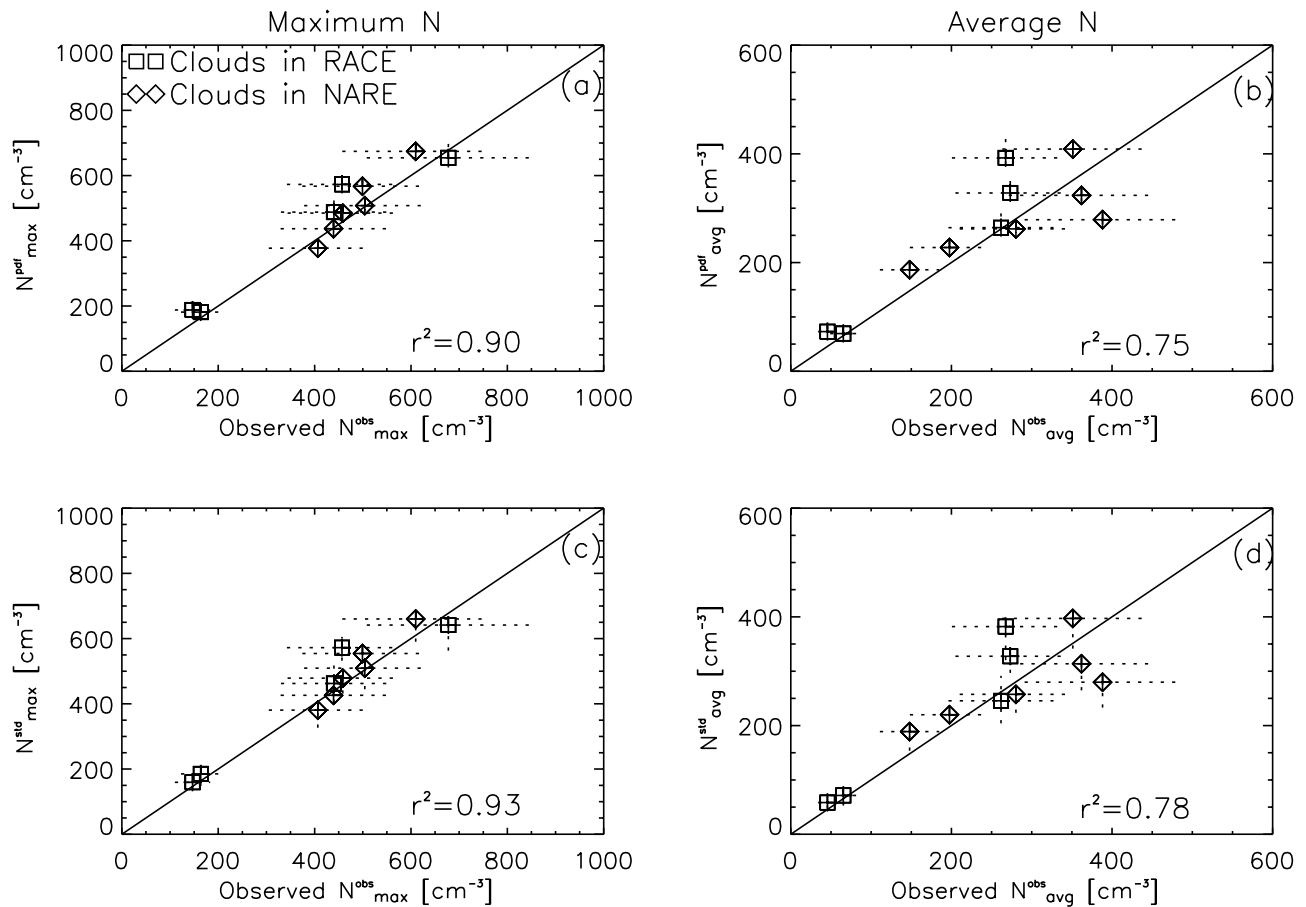 Maximum N
1000
800
600
400
200
0
N^pdf_max [cm^-3]
Clouds in RACE
Clouds in NARE
(a)
r²=0.90
0 200 400 600 800 1000
Observed N^obs_max [cm^-3]
Average N
600
400
200
0
N^pdf_avg [cm^-3]
(b)
r²=0.75
0 200 400 600
Observed N^obs_avg [cm^-3]
1000
800
600
400
200
0
N^std_max [cm^-3]
(c)
r²=0.93
0 200 400 600 800 1000
Observed N^obs_max [cm^-3]
600
400
200
0
N^std_avg [cm^-3]
(d)
r²=0.78
0 200 400 600
Observed N^obs_avg [cm^-3]